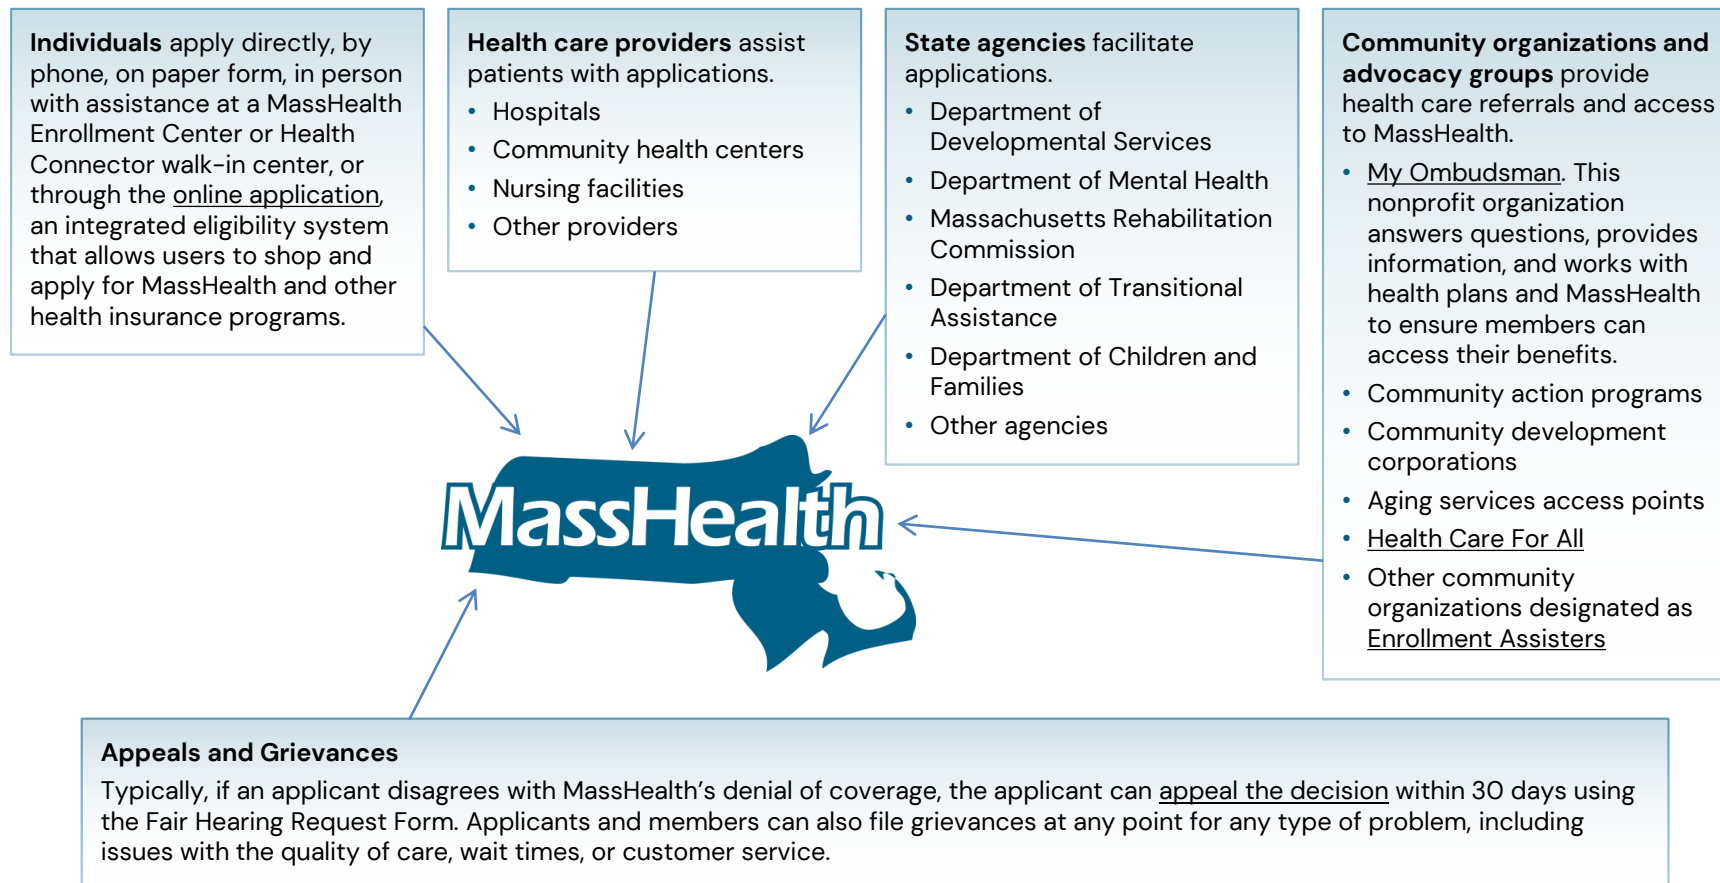 Individuals apply directly, by
phone, on paper form, in person
with assistance at a MassHealth
Enrollment Center or Health
Connector walk-in center, or
through the online application,
an integrated eligibility system
that allows users to shop and
apply for MassHealth and other
health insurance programs.
Health care providers assist
patients with applications.
• Hospitals
• Community health centers
• Nursing facilities
• Other providers
State agencies facilitate
applications.
• Department of
Developmental Services
• Department of Mental Health
• Massachusetts Rehabilitation
Commission
• Department of Transitional
Assistance
• Department of Children and
Families
• Other agencies
Community organizations and
advocacy groups provide
health care referrals and access
to MassHealth.
• My Ombudsman. This
nonprofit organization
answers questions, provides
information, and works with
health plans and MassHealth
to ensure members can
access their benefits.
• Community action programs
• Community development
corporations
• Aging services access points
• Health Care For All
• Other community
organizations designated as
Enrollment Assisters
MassHealth
Appeals and Grievances
Typically, if an applicant disagrees with MassHealth’s denial of coverage, the applicant can appeal the decision within 30 days using
the Fair Hearing Request Form. Applicants and members can also file grievances at any point for any type of problem, including
issues with the quality of care, wait times, or customer service.